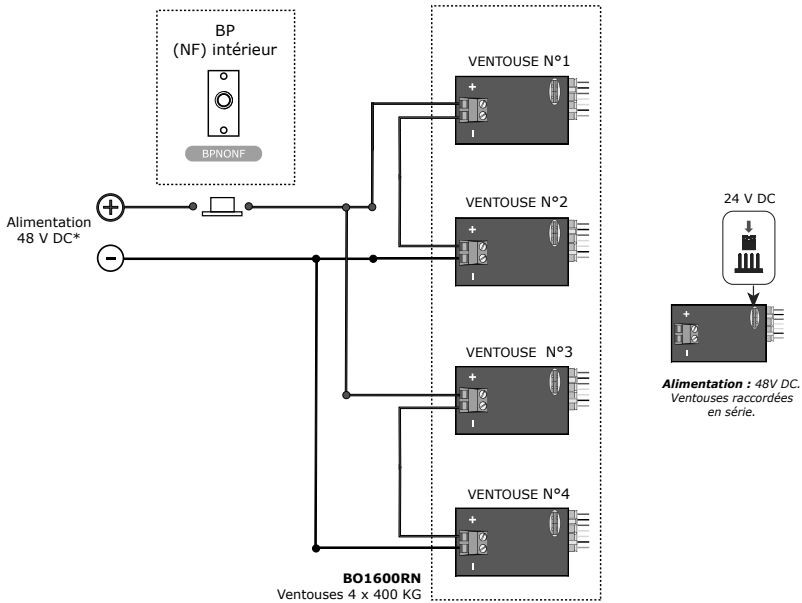 BP
(NF) intérieur
BPNONF
Alimentation
48 V DC*
+
-
VENTOUSE N°1
+
-
VENTOUSE N°2
+
-
VENTOUSE N°3
+
-
VENTOUSE N°4
+
-
BO1600RN
Ventouses 4 x 400 KG
24 V DC
+
-
Alimentation : 48V DC.
Ventouses raccordées
en série.